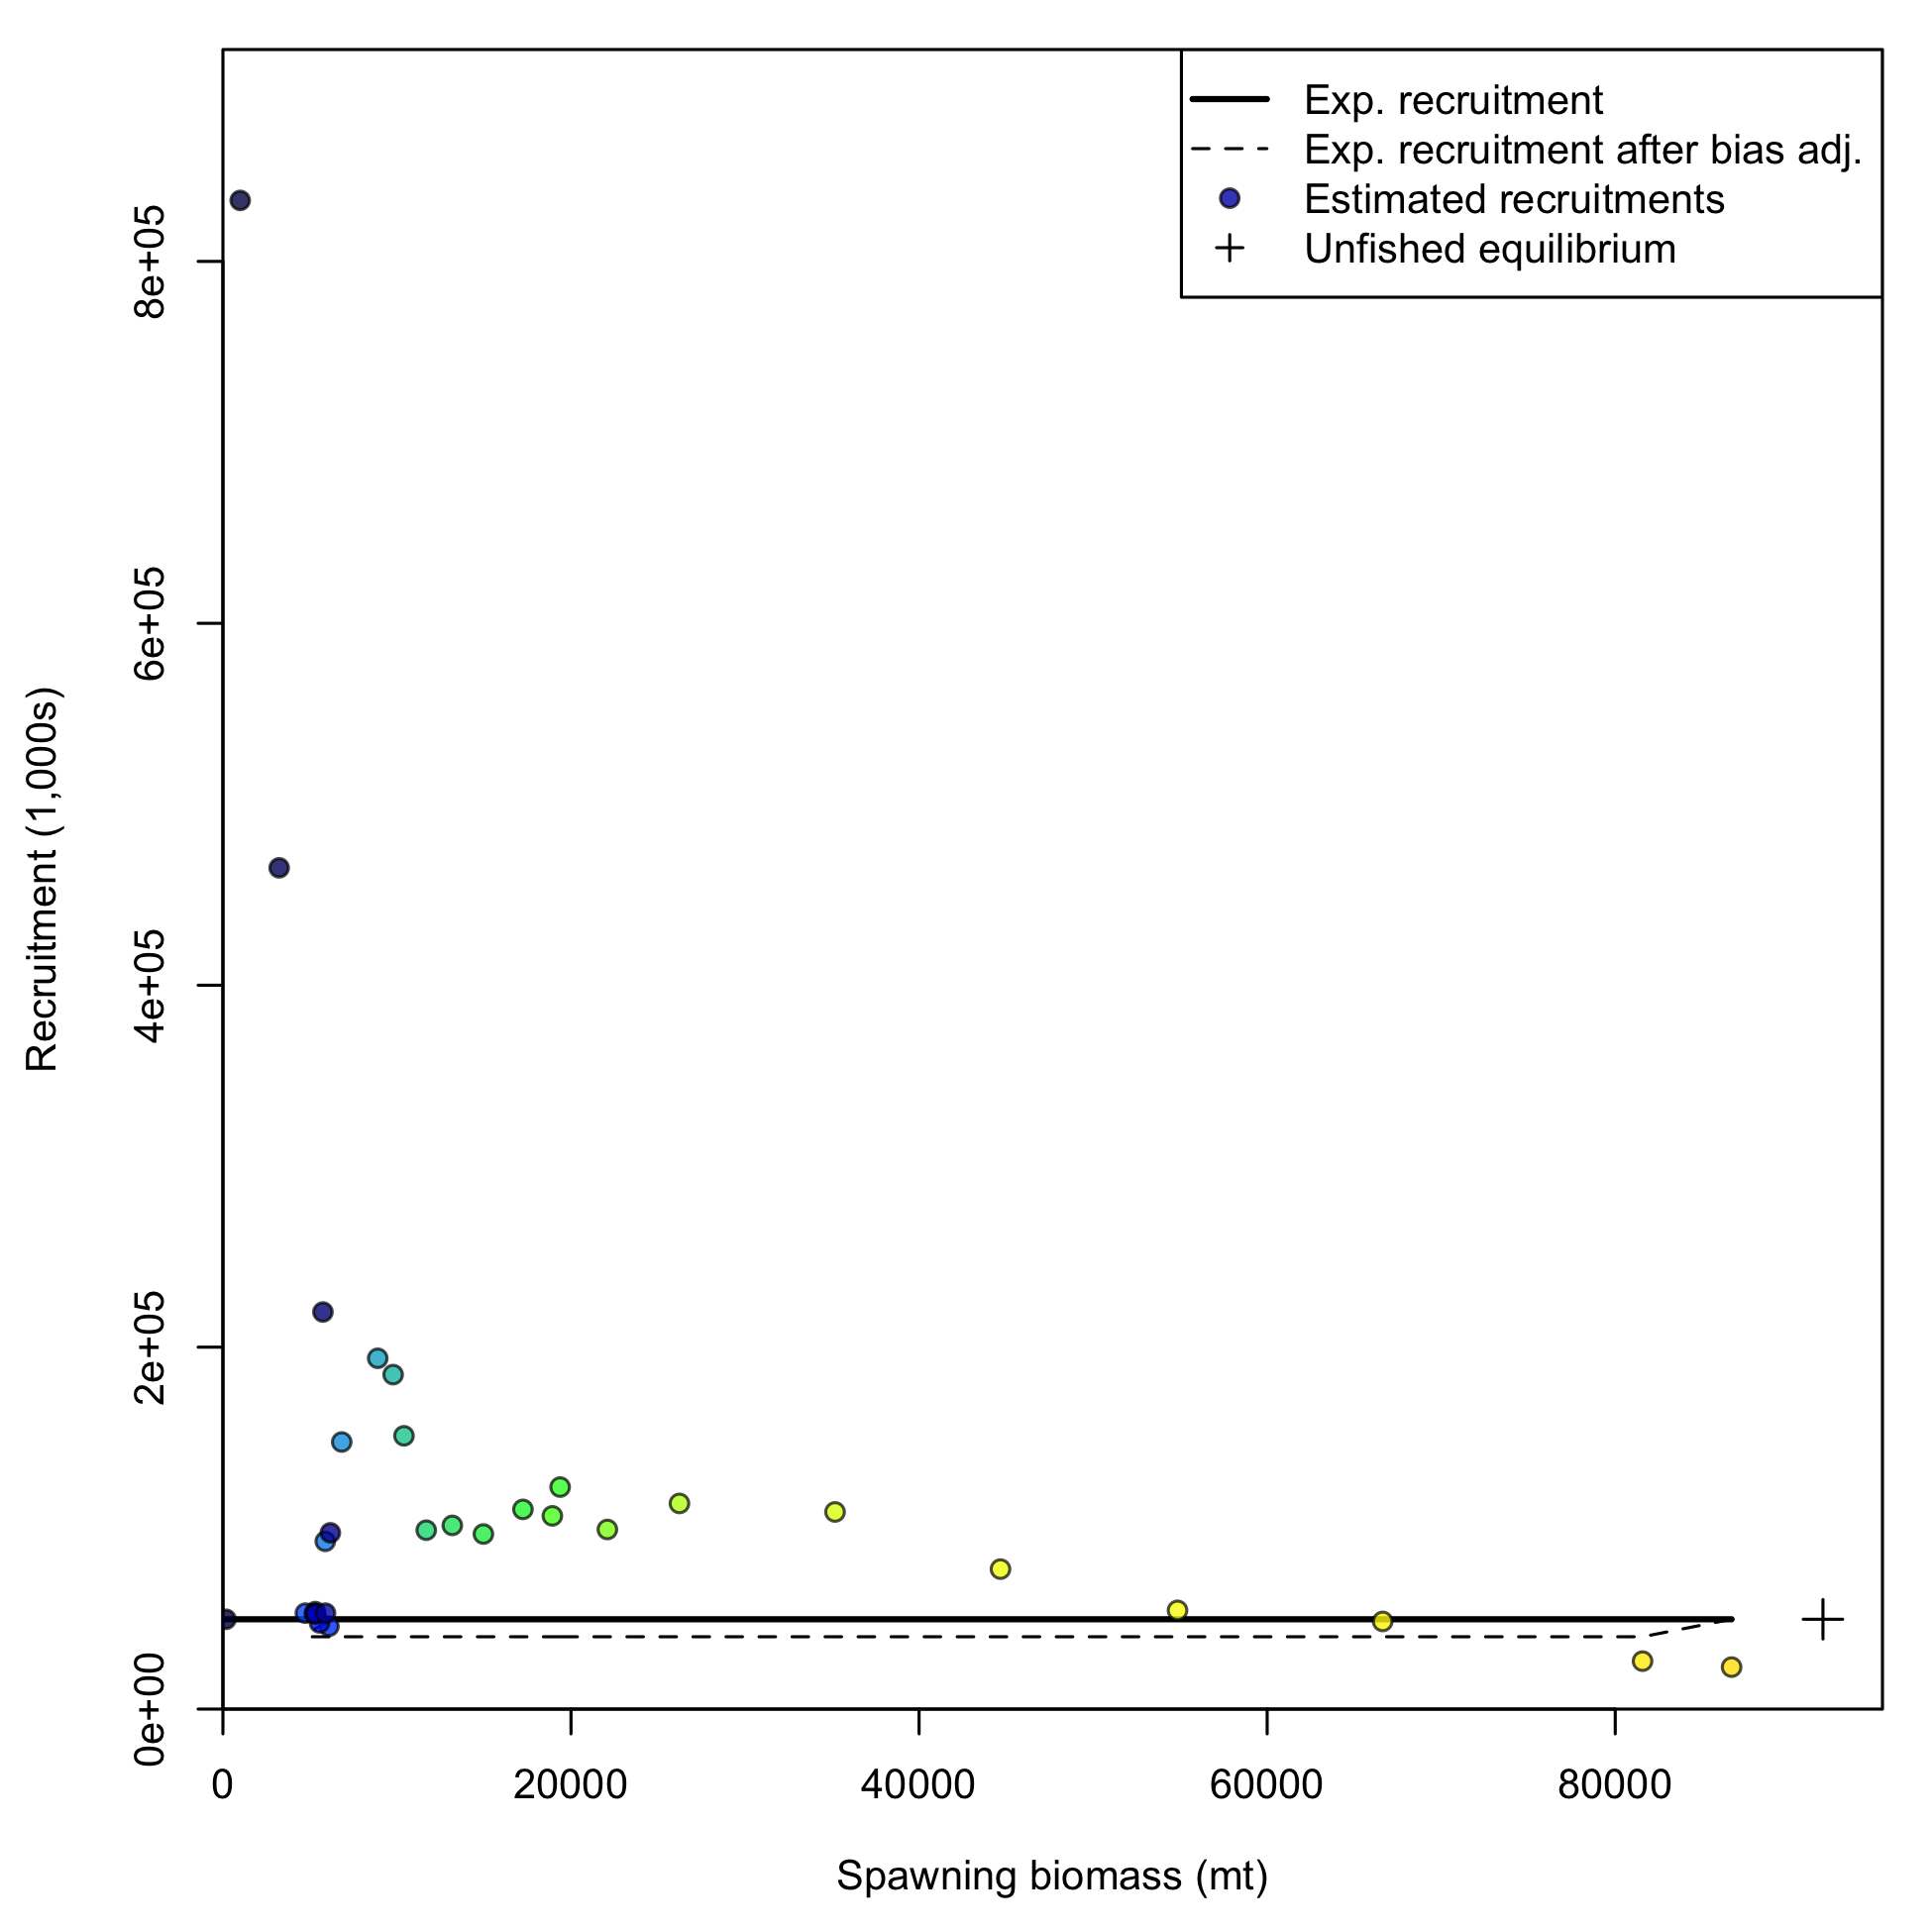 Exp. recruitment
Exp. recruitment after bias adj.
Estimated recruitments
Unfished equilibrium
8e+05
6e+05
4e+05
2e+05
0e+00
Recruitment (1,000s)
0 20000 40000 60000 80000
Spawning biomass (mt)